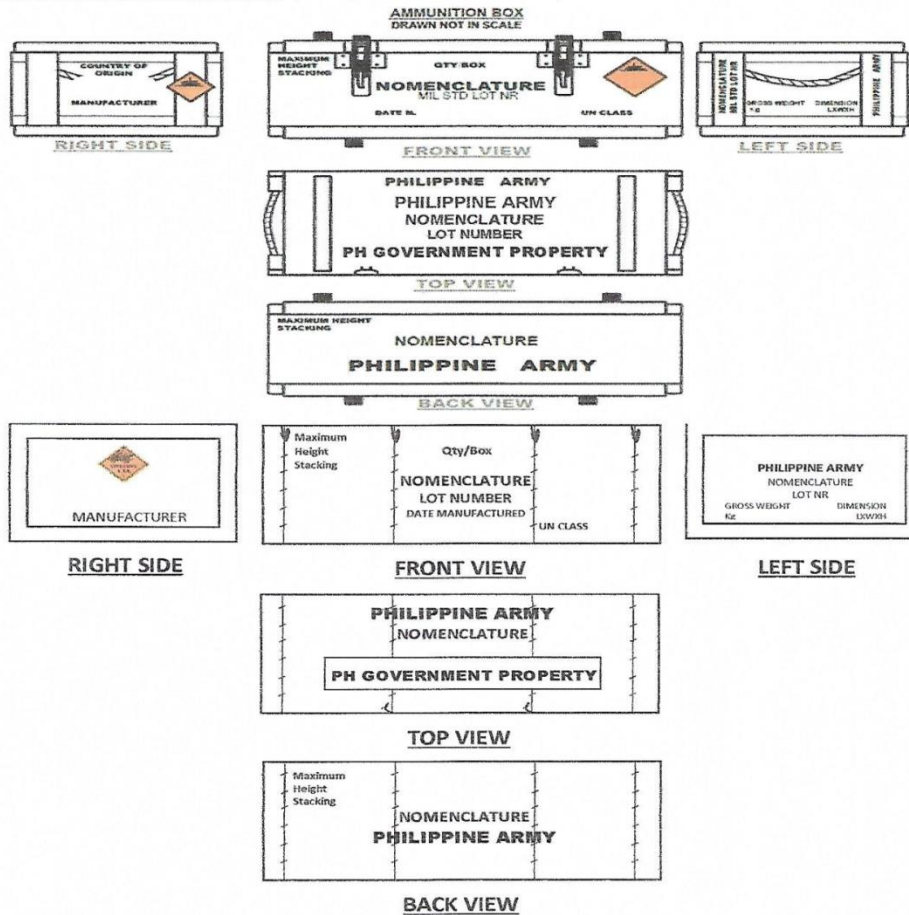 AMMUNITION BOX
DRAWN NOT IN SCALE
COUNTRY OF
ORIGIN
MANUFACTURER
RIGHT SIDE
MAXIMUM
HEIGHT
STACKING
QTY/BOX
NOMENCLATURE
MIL STD LOT NR
DATE M.
UN CLASS
FRONT VIEW
NOMENCLATURE
MIL STD LOT NR
GROSS WEIGHT
Kg
DIMENSION
LXWXH
PHILIPPINE ARMY
LEFT SIDE
PHILIPPINE ARMY
PHILIPPINE ARMY
NOMENCLATURE
LOT NUMBER
PH GOVERNMENT PROPERTY
TOP VIEW
MAXIMUM HEIGHT
STACKING
NOMENCLATURE
PHILIPPINE ARMY
BACK VIEW
MANUFACTURER
RIGHT SIDE
Maximum
Height
Stacking
Qty/Box
NOMENCLATURE
LOT NUMBER
DATE MANUFACTURED
UN CLASS
FRONT VIEW
PHILIPPINE ARMY
NOMENCLATURE
LOT NR
GROSS WEIGHT DIMENSION
Kg LXWXH
LEFT SIDE
PHILIPPINE ARMY
NOMENCLATURE
PH GOVERNMENT PROPERTY
TOP VIEW
Maximum
Height
Stacking
NOMENCLATURE
PHILIPPINE ARMY
BACK VIEW